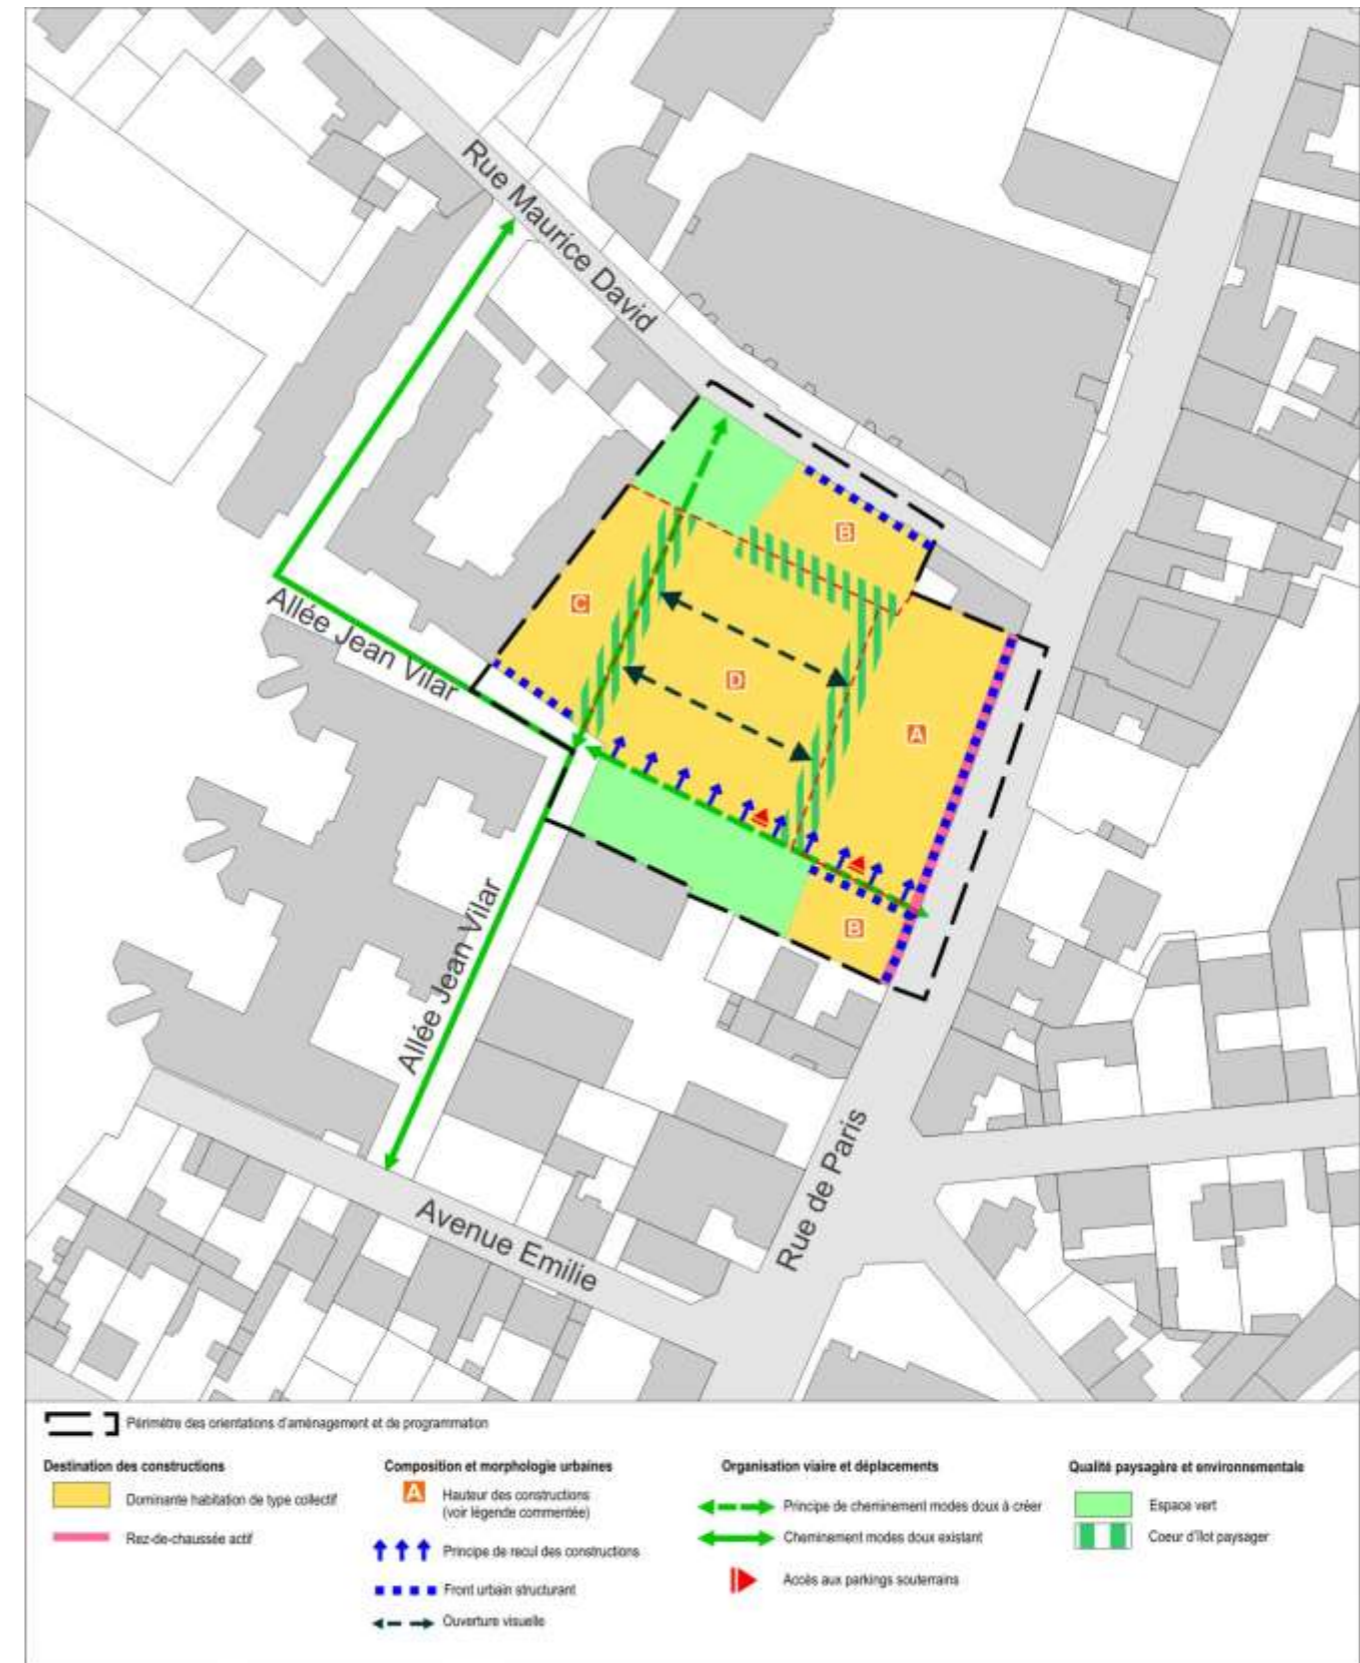 Rue Maurice David
B
C
Allée Jean Vilar
D
A
B
Allée Jean Vilar
Rue de Paris
Avenue Emilie
Périmètre des orientations d'aménagement et de programmation
Destination des constructions
Dominante habitation de type collectif
Rez-de-chaussée actif
Composition et morphologie urbaines
A
Hauteur des constructions
(voir légende commentée)
Principe de recul des constructions
Front urbain structurant
Ouverture visuelle
Organisation viaire et déplacements
Principe de cheminement modes doux à créer
Cheminement modes doux existant
Accès aux parkings souterrains
Qualité paysagère et environnementale
Espace vert
Coeur d'îlot paysager